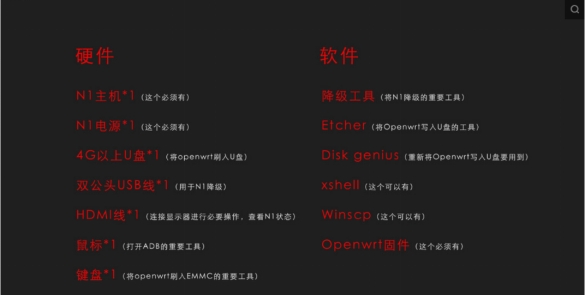 硬件
N1主机*1（这个必须有）
N1电源*1（这个必须有）
4G以上U盘*1（将openwrt刷入U盘）
双公头USB线*1（用于N1降级）
HDMI线*1（连接显示器进行必要操作，查看N1状态）
鼠标*1（打开ADB的重要工具）
键盘*1（将openwrt刷入EMMC的重要工具）
软件
降级工具（将N1降级的重要工具）
Etcher（将Openwrt写入U盘的工具）
Disk genius（重新将Openwrt写入U盘要用到）
xshell（这个可以有）
Winscp（这个可以有）
Openwrt固件（这个必须有）